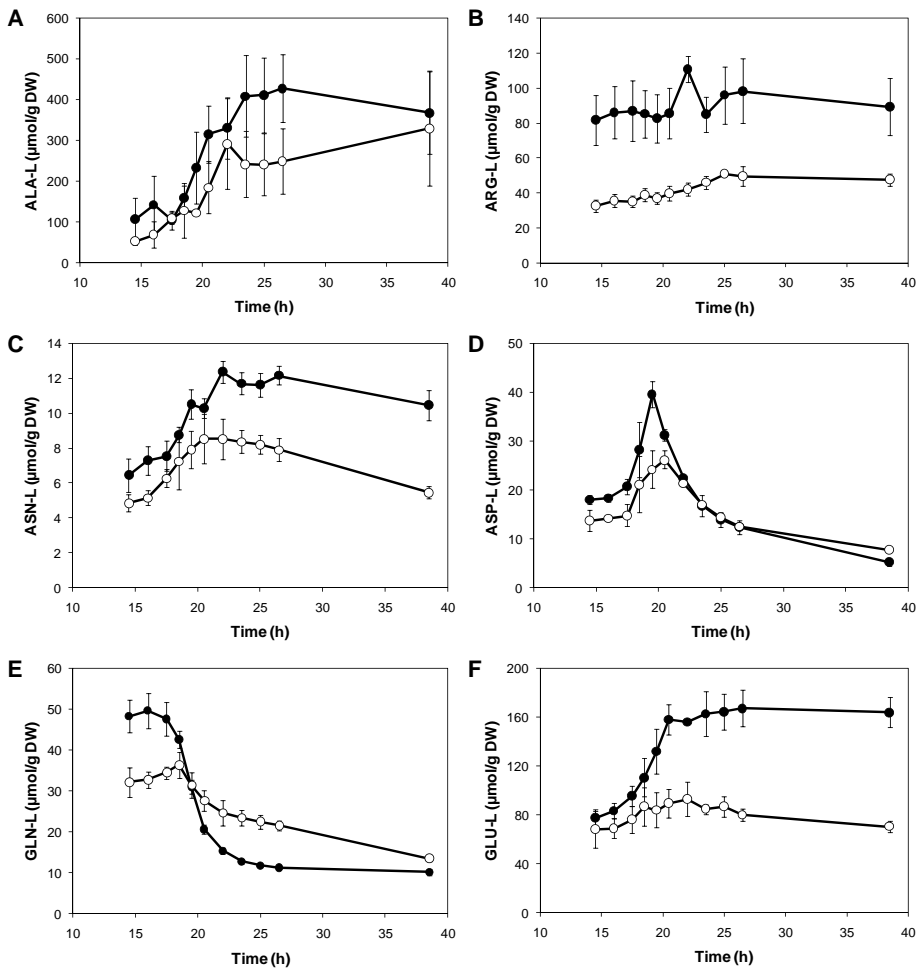 A
600
500
400
300
200
100
0
ALA-L (µmol/g DW)
10 15 20 25 30 35 40
Time (h)
B
140
120
100
80
60
40
20
0
ARG-L (µmol/g DW)
10 15 20 25 30 35 40
Time (h)
C
14
12
10
8
6
4
2
0
ASN-L (µmol/g DW)
10 15 20 25 30 35 40
Time (h)
D
50
40
30
20
10
0
ASP-L (µmol/g DW)
10 15 20 25 30 35 40
Time (h)
E
60
50
40
30
20
10
0
GLN-L (µmol/g DW)
10 15 20 25 30 35 40
Time (h)
F
200
160
120
80
40
0
GLU-L (µmol/g DW)
10 15 20 25 30 35 40
Time (h)